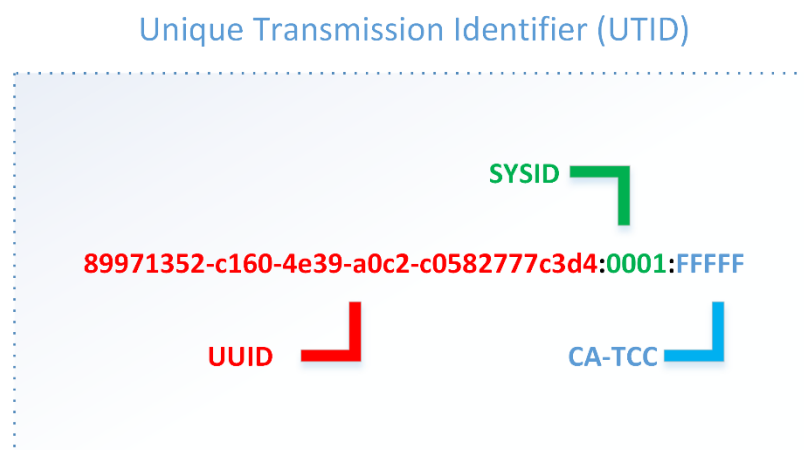 Unique Transmission Identifier (UTID)
SYSID
89971352-c160-4e39-a0c2-c0582777c3d4:0001:FFFFF
UUID CA-TCC